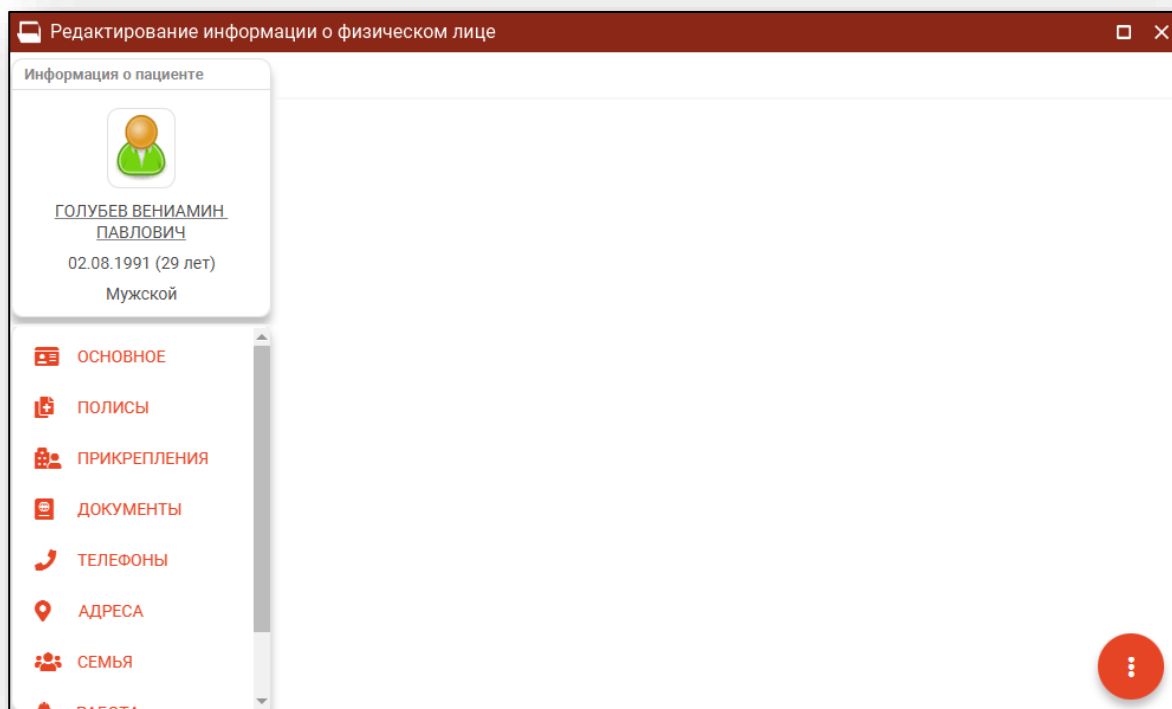 Редактирование информации о физическом лице
Информация о пациенте
ГОЛУБЕВ ВЕНИАМИН
ПАВЛОВИЧ
02.08.1991 (29 лет)
Мужской
ОСНОВНОЕ
ПОЛИСЫ
ПРИКРЕПЛЕНИЯ
ДОКУМЕНТЫ
ТЕЛЕФОНЫ
АДРЕСА
СЕМЬЯ
РАБОТА